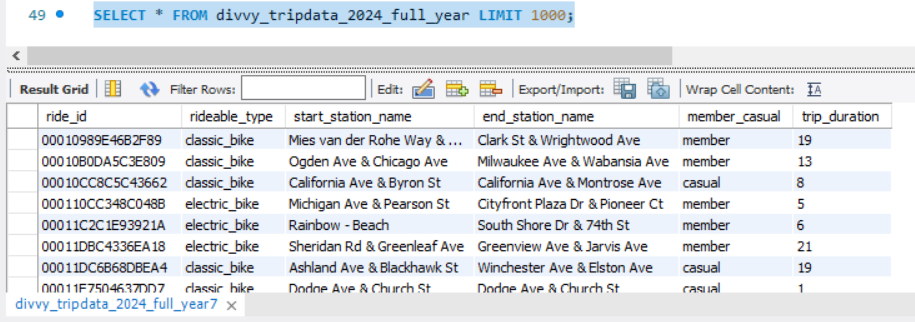 49 SELECT * FROM divvy_tripdata_2024_full_year LIMIT 1000;
Result Grid Filter Rows: Edit: Export/Import: Wrap Cell Content: IA
ride_id rideable_type start_station_name end_station_name member_casual trip_duration
00010989E46B2F89 classic_bike Mies van der Rohe Way & ... Clark St & Wrightwood Ave member 19
00010B0DA5C3E809 classic_bike Ogden Ave & Chicago Ave Milwaukee Ave & Wabansia Ave member 13
00010CC8C5C43662 classic_bike California Ave & Byron St California Ave & Montrose Ave casual 8
000110CC348C048B electric_bike Michigan Ave & Pearson St Cityfront Plaza Dr & Pioneer Ct member 5
00011C2C1E93921A electric_bike Rainbow - Beach South Shore Dr & 74th St member 6
00011DBC4336EA18 electric_bike Sheridan Rd & Greenleaf Ave Greenview Ave & Jarvis Ave member 21
00011DC6B68DBEA4 classic_bike Ashland Ave & Blackhawk St Winchester Ave & Elston Ave casual 19
00011E7504637DD7 classic_bike Dodge Ave & Church St Dodge Ave & Church St casual 1
divvy_tripdata_2024_full_year7